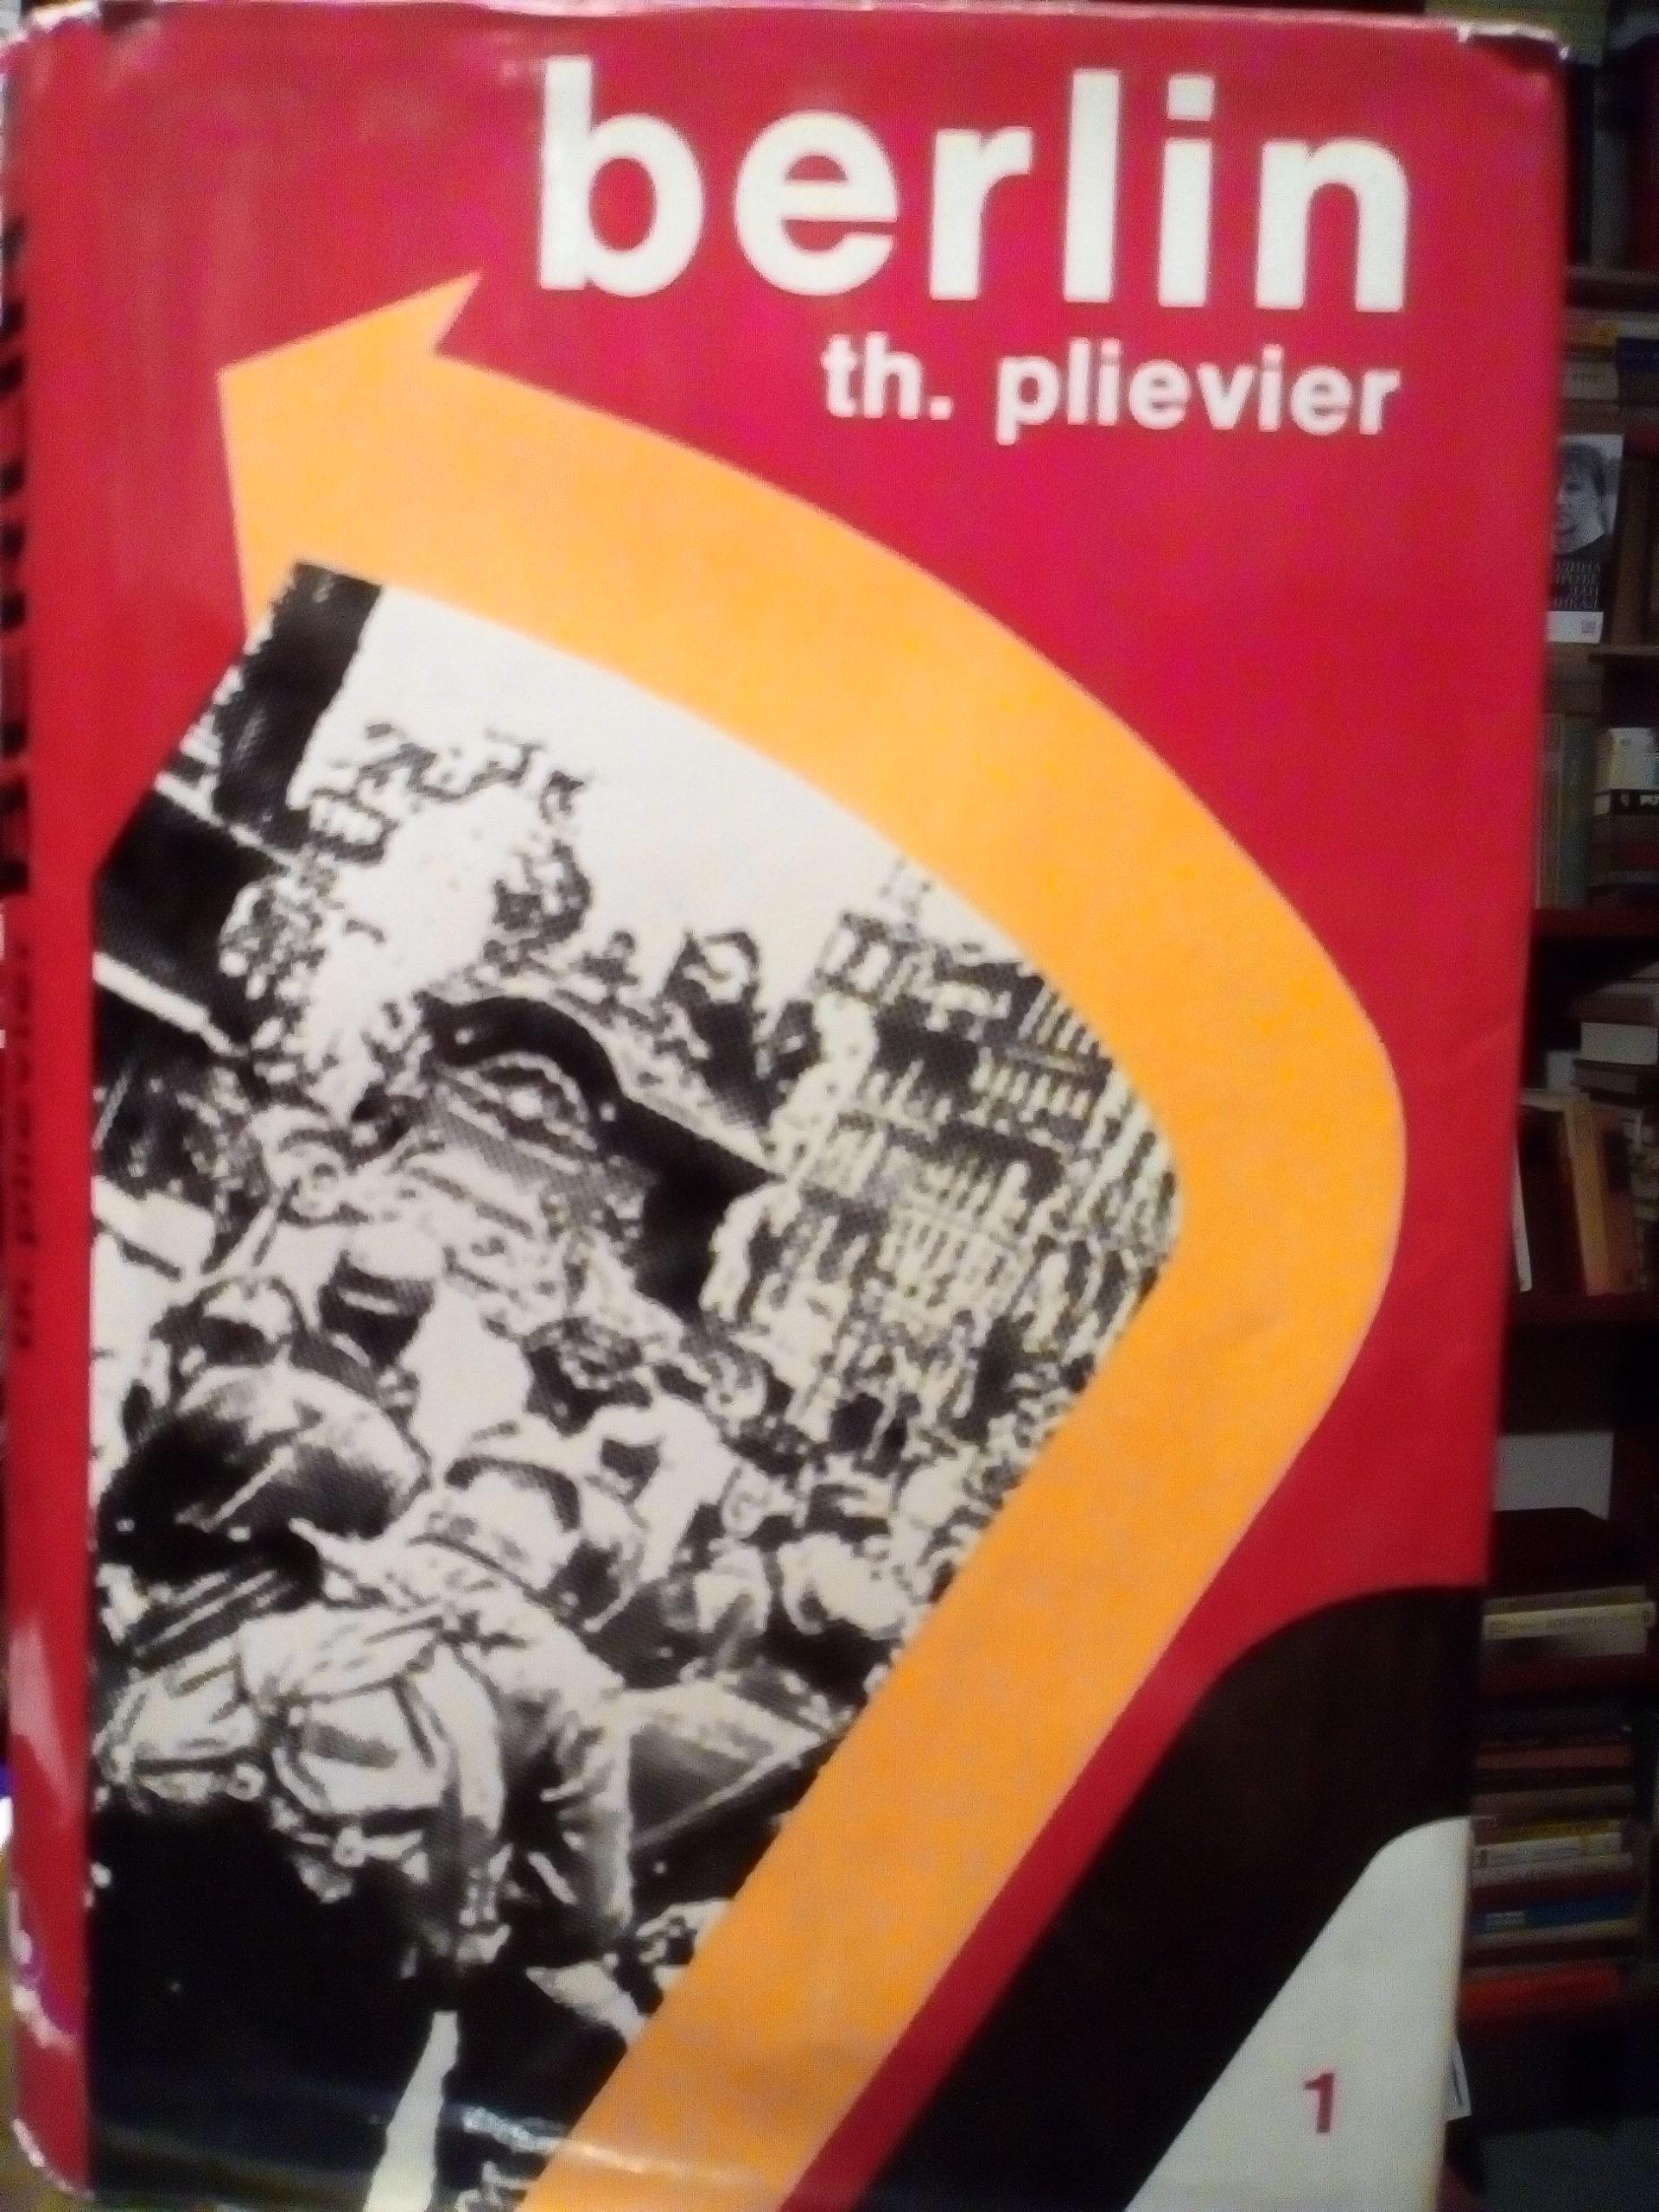 berlin
th. plievier
1